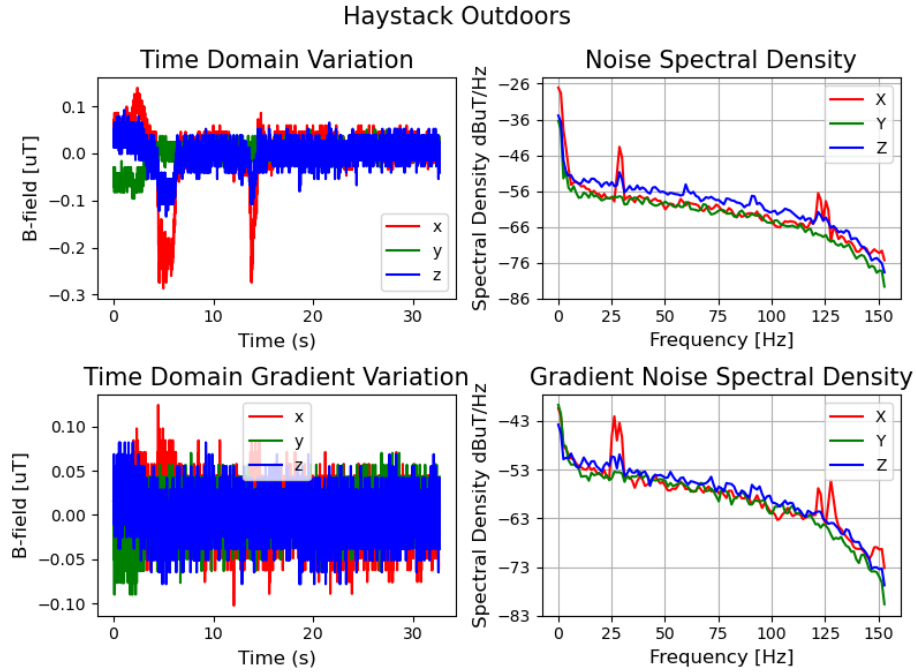 Haystack Outdoors
Time Domain Variation
B-field [uT]
0.1
0.0
−0.1
−0.2
−0.3
x
y
z
0 10 20 30
Time (s)
Noise Spectral Density
Spectral Density dBuT/Hz
−26
−36
−46
−56
−66
−76
−86
X
Y
Z
0 25 50 75 100 125 150
Frequency [Hz]
Time Domain Gradient Variation
B-field [uT]
0.10
0.05
0.00
−0.05
−0.10
x
y
z
0 10 20 30
Time (s)
Gradient Noise Spectral Density
Spectral Density dBuT/Hz
−43
−53
−63
−73
−83
X
Y
Z
0 25 50 75 100 125 150
Frequency [Hz]